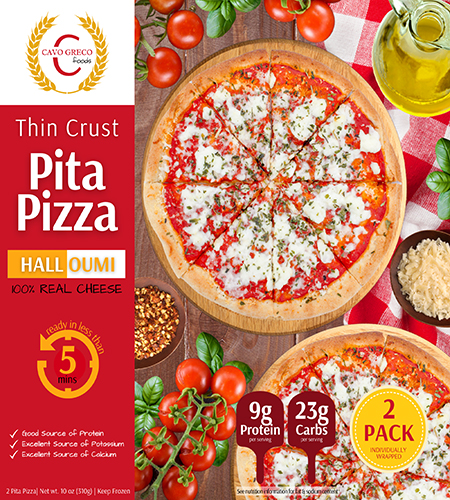 CAVO GRECO
foods
Thin Crust
Pita
Pizza
HALLOUMI
100% REAL CHEESE
ready in less than
5
mins
Good Source of Protein
Excellent Source of Potassium
Excellent Source of Calcium
2 Pita Pizza| Net wt. 10 oz (310g) | Keep Frozen
9g
Protein
per serving
23g
Carbs
per serving
2
PACK
INDIVIDUALLY
WRAPPED
See nutrition information for fat & sodium content